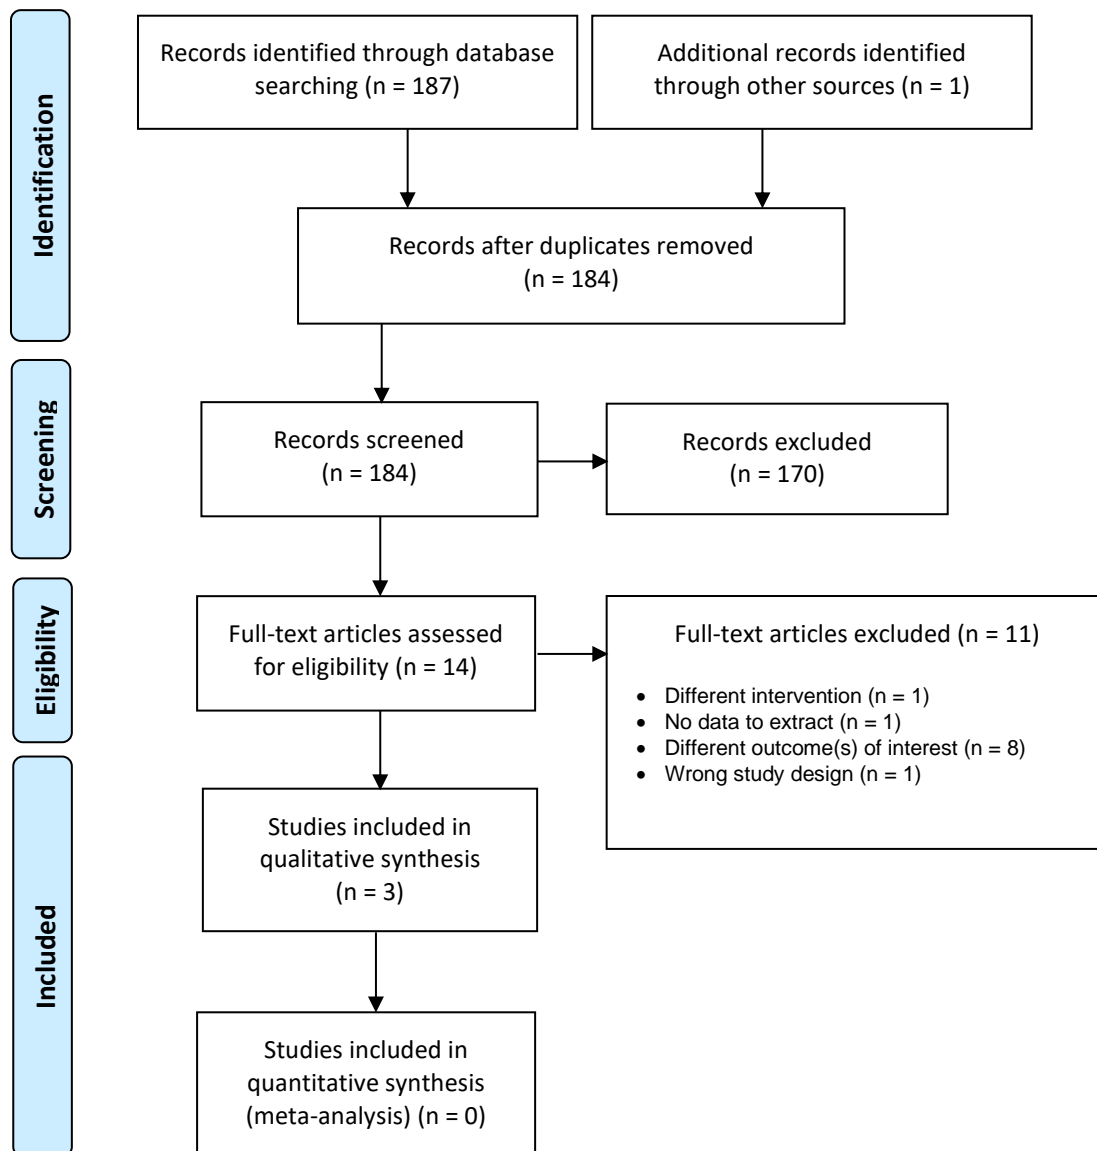 Identification
Records identified through database
searching (n = 187)
Additional records identified
through other sources (n = 1)
Records after duplicates removed
(n = 184)
Screening
Records screened
(n = 184)
Records excluded
(n = 170)
Eligibility
Full-text articles assessed
for eligibility (n = 14)
Full-text articles excluded (n = 11)
• Different intervention (n = 1)
• No data to extract (n = 1)
• Different outcome(s) of interest (n = 8)
• Wrong study design (n = 1)
Included
Studies included in
qualitative synthesis
(n = 3)
Studies included in
quantitative synthesis
(meta-analysis) (n = 0)